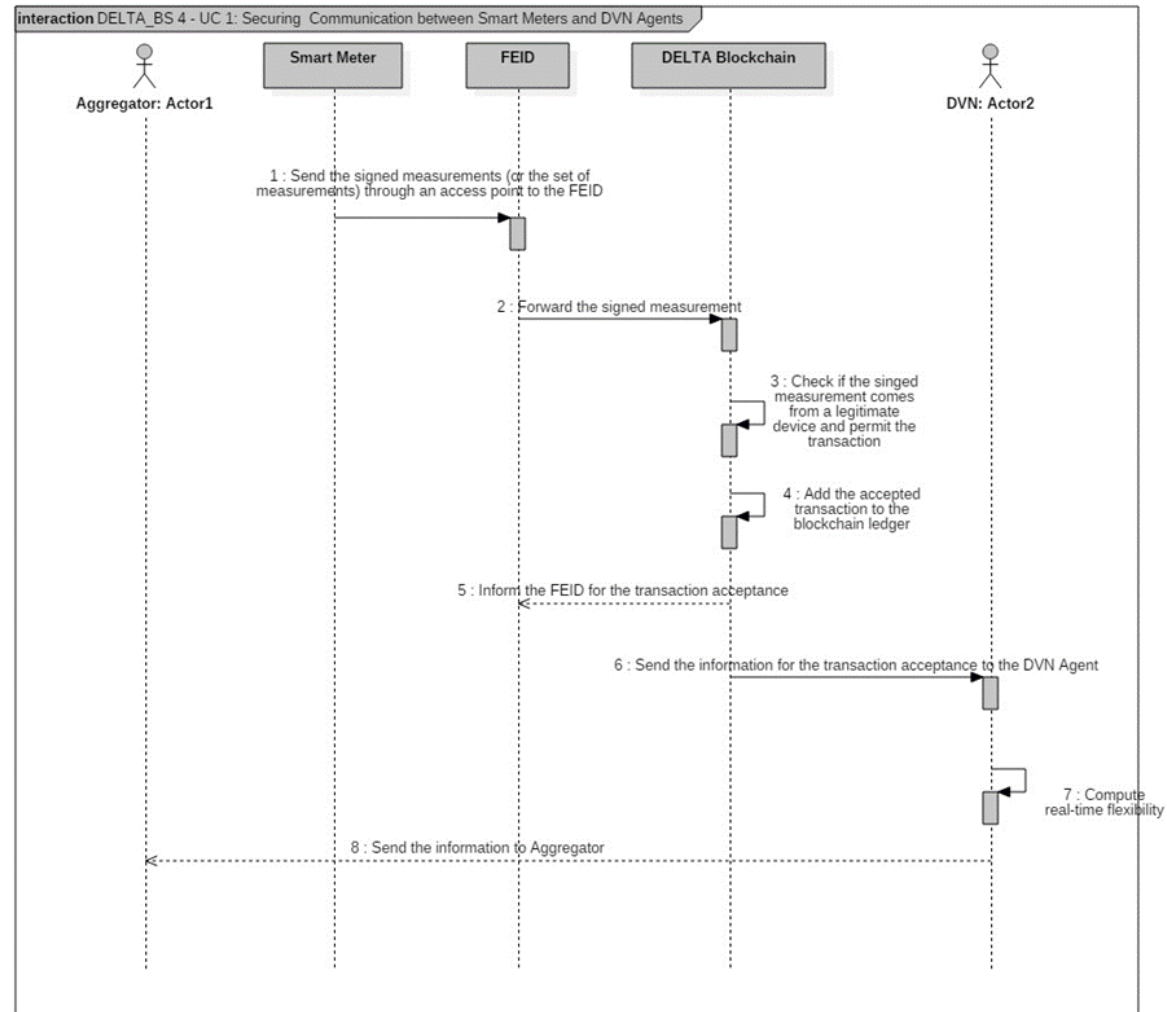 interaction DELTA_BS 4 - UC 1: Securing Communication between Smart Meters and DVN Agents
Smart Meter
FEID
DELTA Blockchain
Aggregator: Actor1
DVN: Actor2
1 : Send the signed measurements (or the set of
measurements) through an access point to the FEID
2 : Forward the signed measurement
3 : Check if the singed
measurement comes
from a legitimate
device and permit the
transaction
4 : Add the accepted
transaction to the
blockchain ledger
5 : Inform the FEID for the transaction acceptance
6 : Send the information for the transaction acceptance to the DVN Agent
7 : Compute
real-time flexibility
8 : Send the information to Aggregator